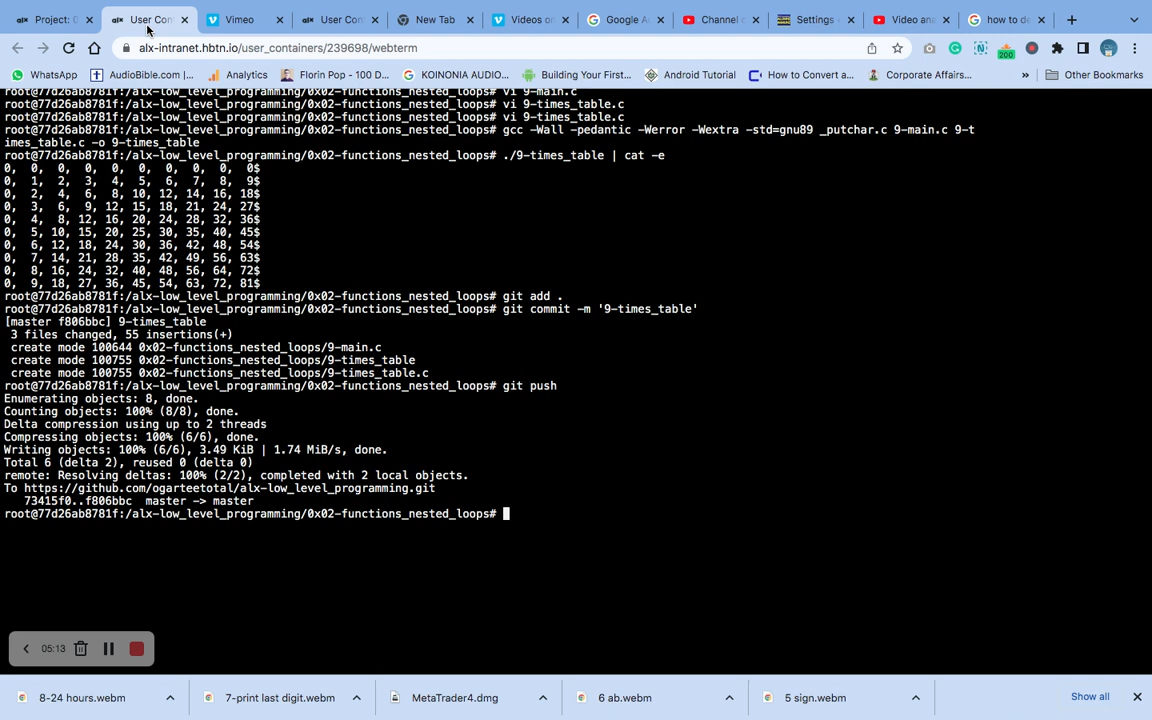 Project: 0
User Con
Vimeo
User Con
New Tab
Videos on
Google A
Channel c
Settings -
Video ana
how to de
alx-intranet.hbtn.io/user_containers/239698/webterm
200
WhatsApp
AudioBible.com |...
Analytics
Florin Pop - 100 D...
KOINONIA AUDIO...
Building Your First...
Android Tutorial
How to Convert a...
Corporate Affairs...
»
Other Bookmarks
root@77d26ab8781f:/alx-low_level_programming/0x02-functions_nested_loops# vi 9-main.c
root@77d26ab8781f:/alx-low_level_programming/0x02-functions_nested_loops# vi 9-times_table.c
root@77d26ab8781f:/alx-low_level_programming/0x02-functions_nested_loops# vi 9-times_table.c
root@77d26ab8781f:/alx-low_level_programming/0x02-functions_nested_loops# gcc -Wall -pedantic -Werror -Wextra -std=gnu89 _putchar.c 9-main.c 9-t
imes_table.c -o 9-times_table
root@77d26ab8781f:/alx-low_level_programming/0x02-functions_nested_loops# ./9-times_table | cat -e
0,  0,  0,  0,  0,  0,  0,  0,  0,  0$
0,  1,  2,  3,  4,  5,  6,  7,  8,  9$
0,  2,  4,  6,  8, 10, 12, 14, 16, 18$
0,  3,  6,  9, 12, 15, 18, 21, 24, 27$
0,  4,  8, 12, 16, 20, 24, 28, 32, 36$
0,  5, 10, 15, 20, 25, 30, 35, 40, 45$
0,  6, 12, 18, 24, 30, 36, 42, 48, 54$
0,  7, 14, 21, 28, 35, 42, 49, 56, 63$
0,  8, 16, 24, 32, 40, 48, 56, 64, 72$
0,  9, 18, 27, 36, 45, 54, 63, 72, 81$
root@77d26ab8781f:/alx-low_level_programming/0x02-functions_nested_loops# git add .
root@77d26ab8781f:/alx-low_level_programming/0x02-functions_nested_loops# git commit -m '9-times_table'
[master f806bbc] 9-times_table
3 files changed, 55 insertions(+)
create mode 100644 0x02-functions_nested_loops/9-main.c
create mode 100755 0x02-functions_nested_loops/9-times_table
create mode 100755 0x02-functions_nested_loops/9-times_table.c
root@77d26ab8781f:/alx-low_level_programming/0x02-functions_nested_loops# git push
Enumerating objects: 8, done.
Counting objects: 100% (8/8), done.
Delta compression using up to 2 threads
Compressing objects: 100% (6/6), done.
Writing objects: 100% (6/6), 3.49 KiB | 1.74 MiB/s, done.
Total 6 (delta 2), reused 0 (delta 0)
remote: Resolving deltas: 100% (2/2), completed with 2 local objects.
To https://github.com/ogarteetotal/alx-low_level_programming.git
73415f0..f806bbc  master -> master
root@77d26ab8781f:/alx-low_level_programming/0x02-functions_nested_loops#
05:13
8-24 hours.webm
7-print last digit.webm
MetaTrader4.dmg
6 ab.webm
5 sign.webm
Show all